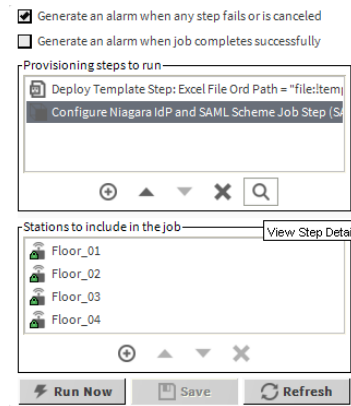 Generate an alarm when any step fails or is canceled
Generate an alarm when job completes successfully
Provisioning steps to run
Deploy Template Step: Excel File Ord Path = "file:!tem
Configure Niagara IdP and SAML Scheme Job Step (SA
Stations to include in the job
View Step Detai
Floor_01
Floor_02
Floor_03
Floor_04
Run Now
Save
Refresh